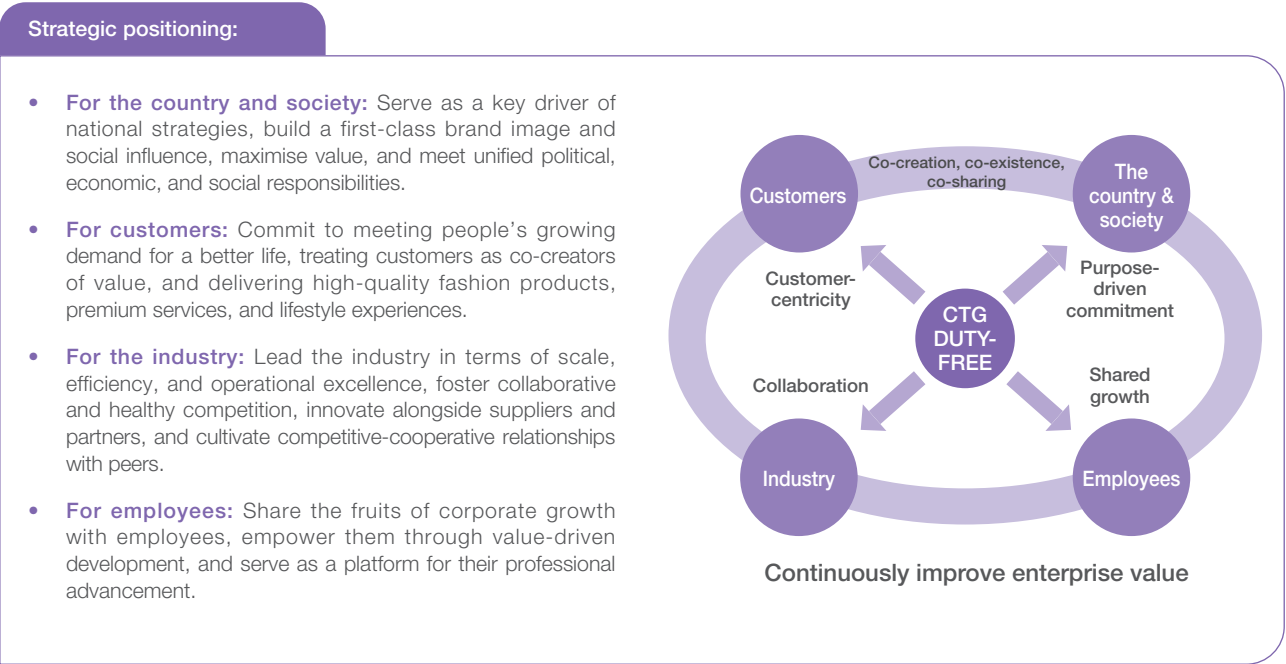 Strategic positioning:
• For the country and society: Serve as a key driver of
national strategies, build a first-class brand image and
social influence, maximise value, and meet unified political,
economic, and social responsibilities.
• For customers: Commit to meeting people's growing
demand for a better life, treating customers as co-creators
of value, and delivering high-quality fashion products,
premium services, and lifestyle experiences.
• For the industry: Lead the industry in terms of scale,
efficiency, and operational excellence, foster collaborative
and healthy competition, innovate alongside suppliers and
partners, and cultivate competitive-cooperative relationships
with peers.
• For employees: Share the fruits of corporate growth
with employees, empower them through value-driven
development, and serve as a platform for their professional
advancement.
Customers
Co-creation, co-existence,
co-sharing
The
country &
society
Customer-
centricity
Purpose-
driven
commitment
CTG
DUTY-
FREE
Collaboration
Shared
growth
Industry
Employees
Continuously improve enterprise value